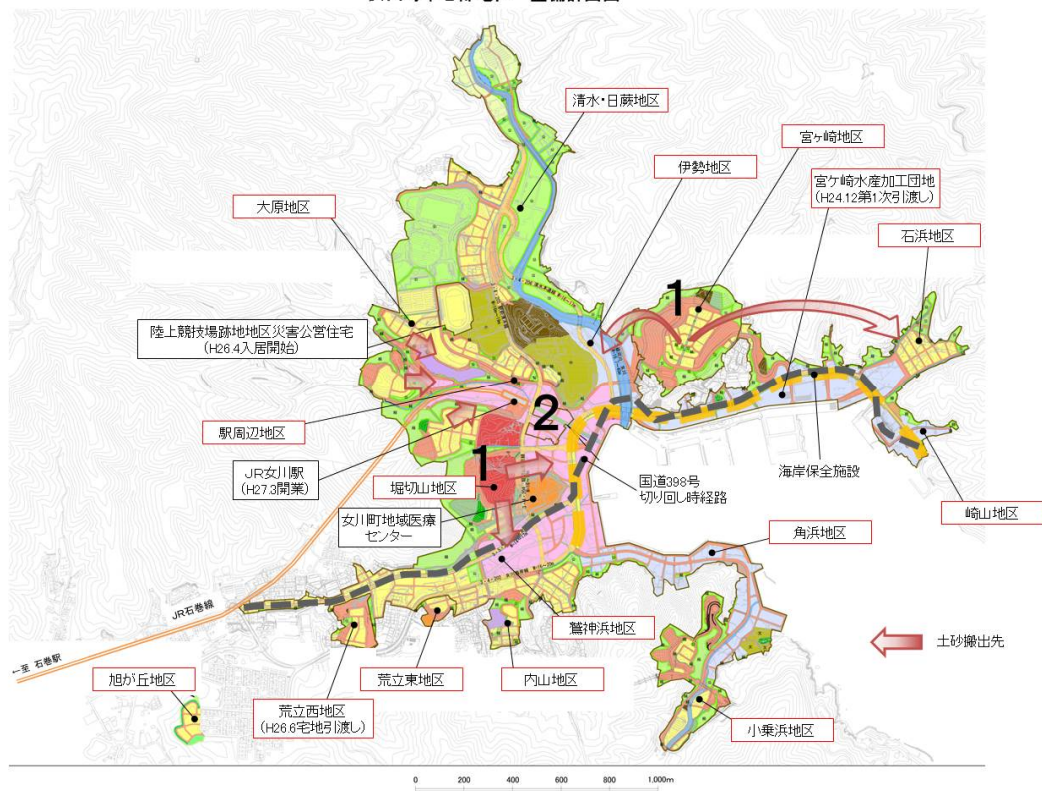 清水・日蕨地区
宮ヶ崎地区
伊勢地区
宮ケ崎水産加工団地
(H24.12第1次引渡し)
大原地区
石浜地区
1
陸上競技場跡地地区災害公営住宅
(H26.4入居開始)
2
駅周辺地区
海岸保全施設
JR女川駅
(H27.3開業)
1
堀切山地区
国道398号
切り回し時経路
崎山地区
女川町地域医療
センター
角浜地区
JR石巻線
鷲神浜地区
土砂搬出先
←至 石巻駅
旭が丘地区
荒立東地区
内山地区
荒立西地区
(H26.6宅地引渡し)
小乗浜地区
0 200 400 600 800 1,000m